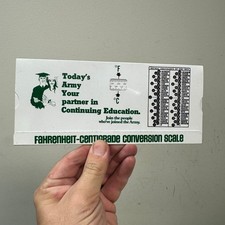 Today's
Army
Your
partner in
Continuing Education.
Join the people
who've joined the Army.
°F
°C
FAHRENHEIT-CENTIGRADE CONVERSION SCALE